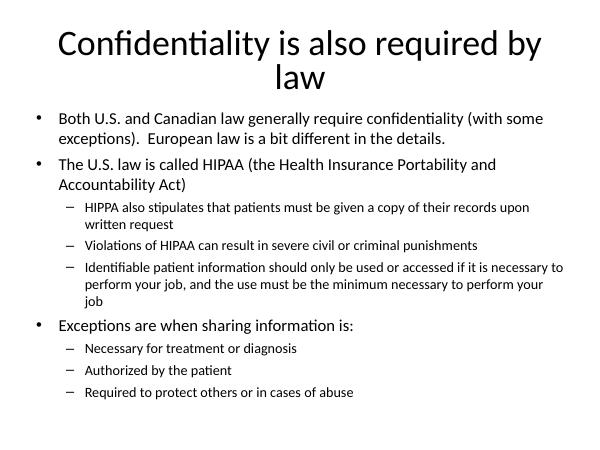 Confidentiality is also required by
law
• Both U.S. and Canadian law generally require confidentiality (with some
exceptions).  European law is a bit different in the details.
• The U.S. law is called HIPAA (the Health Insurance Portability and
Accountability Act)
– HIPPA also stipulates that patients must be given a copy of their records upon
written request
– Violations of HIPAA can result in severe civil or criminal punishments
– Identifiable patient information should only be used or accessed if it is necessary to
perform your job, and the use must be the minimum necessary to perform your
job
• Exceptions are when sharing information is:
– Necessary for treatment or diagnosis
– Authorized by the patient
– Required to protect others or in cases of abuse